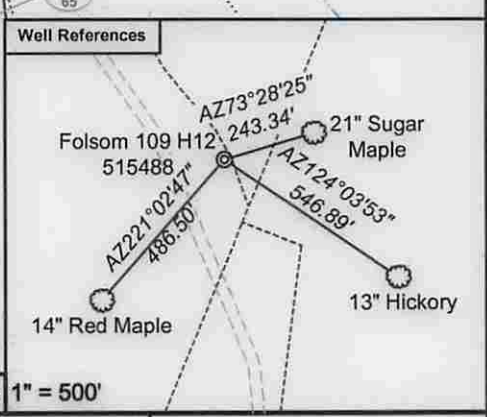 65
Well References
AZ73°28'25"
243.34'
21" Sugar
Maple
Folsom 109 H12
515488
AZ124°03'53"
546.89'
AZ221°02'47"
486.50'
13" Hickory
14" Red Maple
1" = 500'